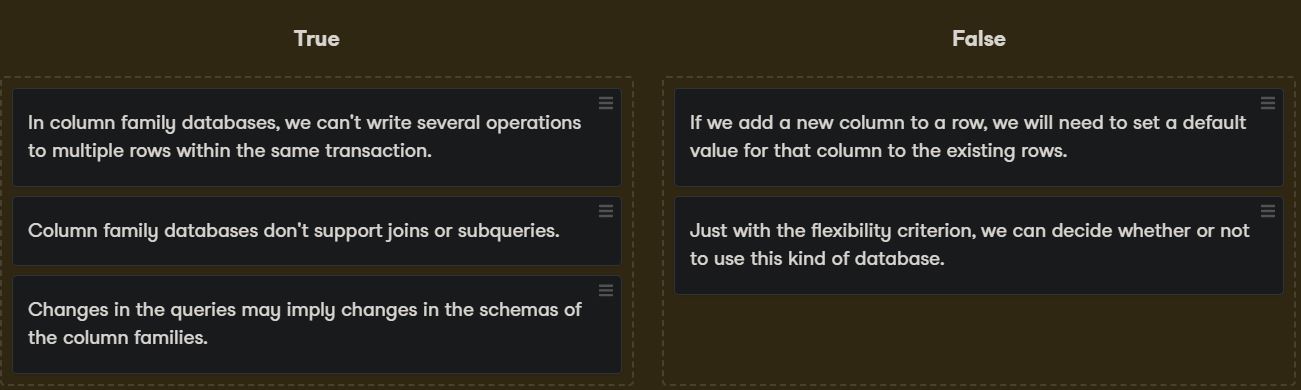 True
In column family databases, we can't write several operations
to multiple rows within the same transaction.
Column family databases don't support joins or subqueries.
Changes in the queries may imply changes in the schemas of
the column families.
False
If we add a new column to a row, we will need to set a default
value for that column to the existing rows.
Just with the flexibility criterion, we can decide whether or not
to use this kind of database.